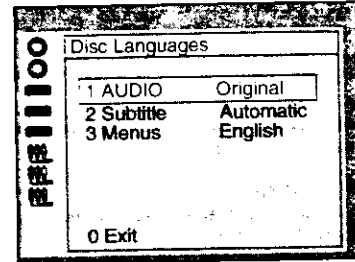 Disc Languages
1 AUDIO Original
2 Subtitle Automatic
3 Menus English
0 Exit